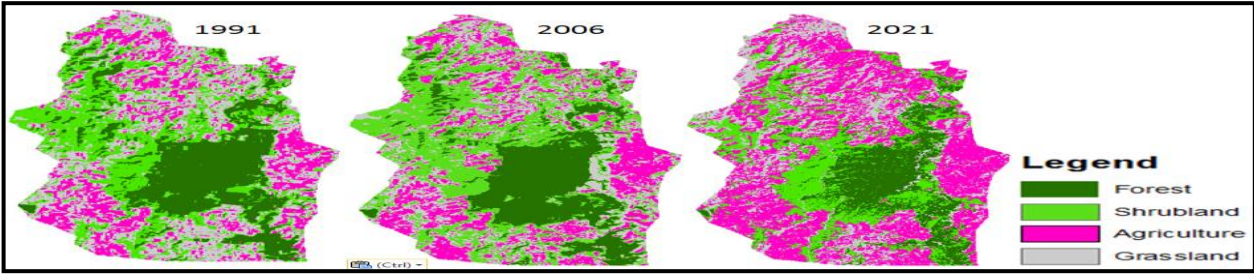 1991
2006
2021
Legend
Forest
Shrubland
Agriculture
Grassland
(Ctrl)